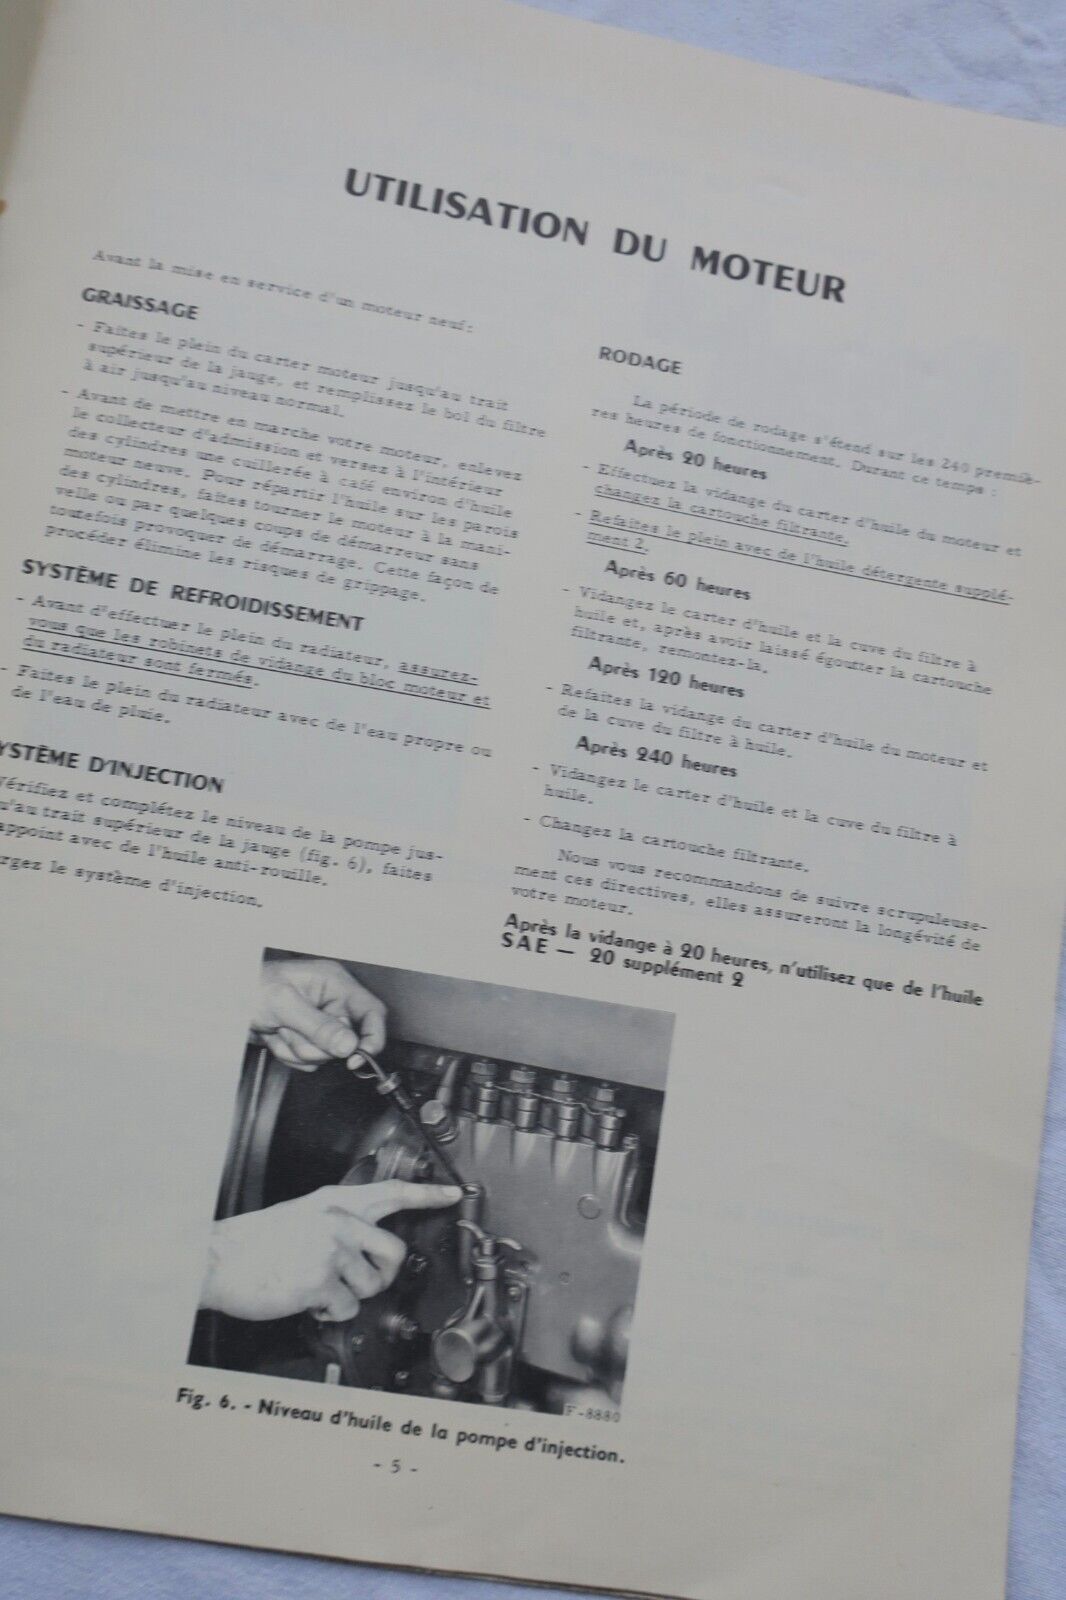 UTILISATION DU MOTEUR
Avant la mise en service d'un moteur neuf:
GRAISSAGE
- Faites le plein du carter moteur jusqu'au trait
supérieur de la jauge, et remplissez le bol du filtre
à air jusqu'au niveau normal.
- Avant de mettre en marche votre moteur, enlevez
le collecteur d'admission et versez à l'intérieur
des cylindres une cuillerée à café environ d'huile
moteur neuve. Pour répartir l'huile sur les parois
des cylindres, faites tourner le moteur à la mani-
velle ou par quelques coups de démarreur sans
toutefois provoquer de démarrage. Cette façon de
procéder élimine les risques de grippage.
SYSTÈME DE REFROIDISSEMENT
- Avant d'effectuer le plein du radiateur, assurez-
vous que les robinets de vidange du bloc moteur et
du radiateur sont fermés.
- Faites le plein du radiateur avec de l'eau propre ou
de l'eau de pluie.
YSTÈME D'INJECTION
Vérifiez et complétez le niveau de la pompe jus-
qu'au trait supérieur de la jauge (fig. 6), faites
appoint avec de l'huile anti-rouille.
rgez le système d'injection.
RODAGE
La période de rodage s'étend sur les 240 premiè-
res heures de fonctionnement. Durant ce temps :
Après 20 heures
- Effectuez la vidange du carter d'huile du moteur et
changez la cartouche filtrante.
- Refaites le plein avec de l'huile détergente supplé-
ment 2.
Après 60 heures
- Vidangez le carter d'huile et la cuve du filtre à
huile et, après avoir laissé égoutter la cartouche
filtrante, remontez-la.
Après 120 heures
- Refaites la vidange du carter d'huile du moteur et
de la cuve du filtre à huile.
Après 240 heures
- Vidangez le carter d'huile et la cuve du filtre à
huile.
- Changez la cartouche filtrante.
Nous vous recommandons de suivre scrupuleuse-
ment ces directives, elles assureront la longévité de
votre moteur.
Après la vidange à 20 heures, n'utilisez que de l'huile
SAE — 20 supplément 2
F-8880
Fig. 6. - Niveau d'huile de la pompe d'injection.
- 5 -